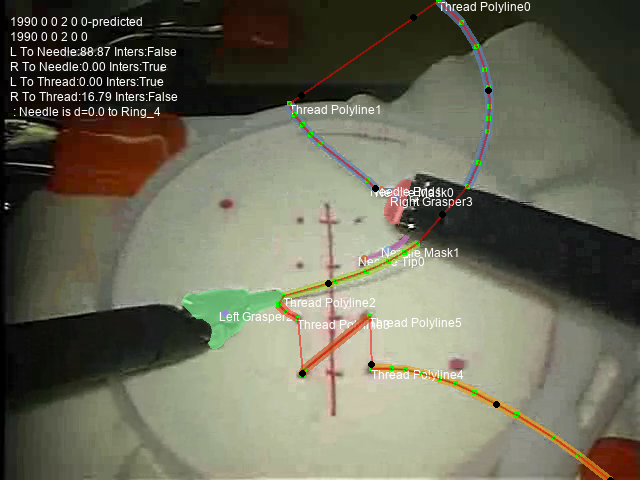 Thread Polyline0
1990 0 0 2 0 0-predicted
1990 0 0 2 0 0
L To Needle:88.87 Inters:False
R To Needle:0.00 Inters:True
L To Thread:0.00 Inters:True
R To Thread:16.79 Inters:False
: Needle is d=0.0 to Ring_4
Thread Polyline1
Right Grasper3
Needle Mask1
Needle Tip0
Thread Polyline2
Left Grasper2
Thread Polyline5
Thread Polyline4